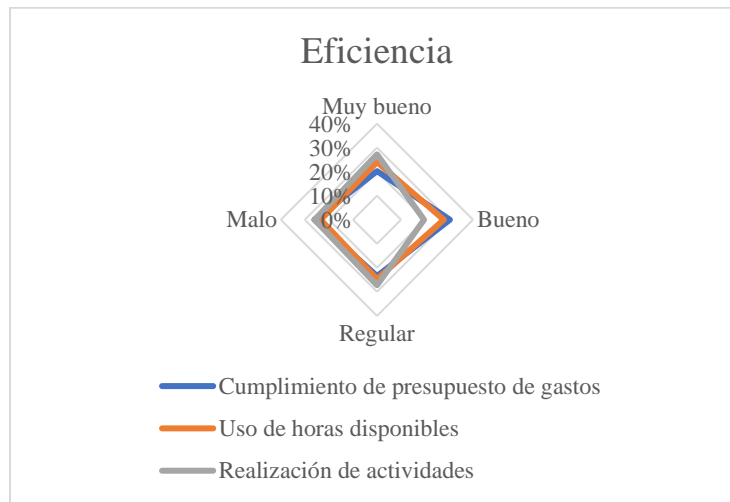 Eficiencia
Muy bueno
40%
30%
20%
10%
0%
Malo
Bueno
Regular
Cumplimiento de presupuesto de gastos
Uso de horas disponibles
Realización de actividades